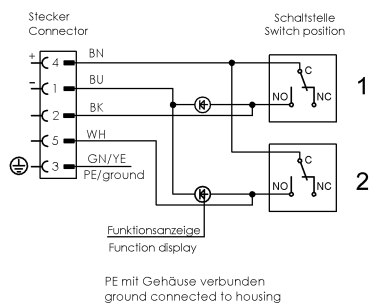 Stecker
Connector
Schaltstelle
Switch position
+
4
BN
–
1
BU
2
BK
5
WH
3
GN/YE
PE/ground
C
NO
NC
1
C
NO
NC
2
Funktionsanzeige
Function display
PE mit Gehäuse verbunden
ground connected to housing